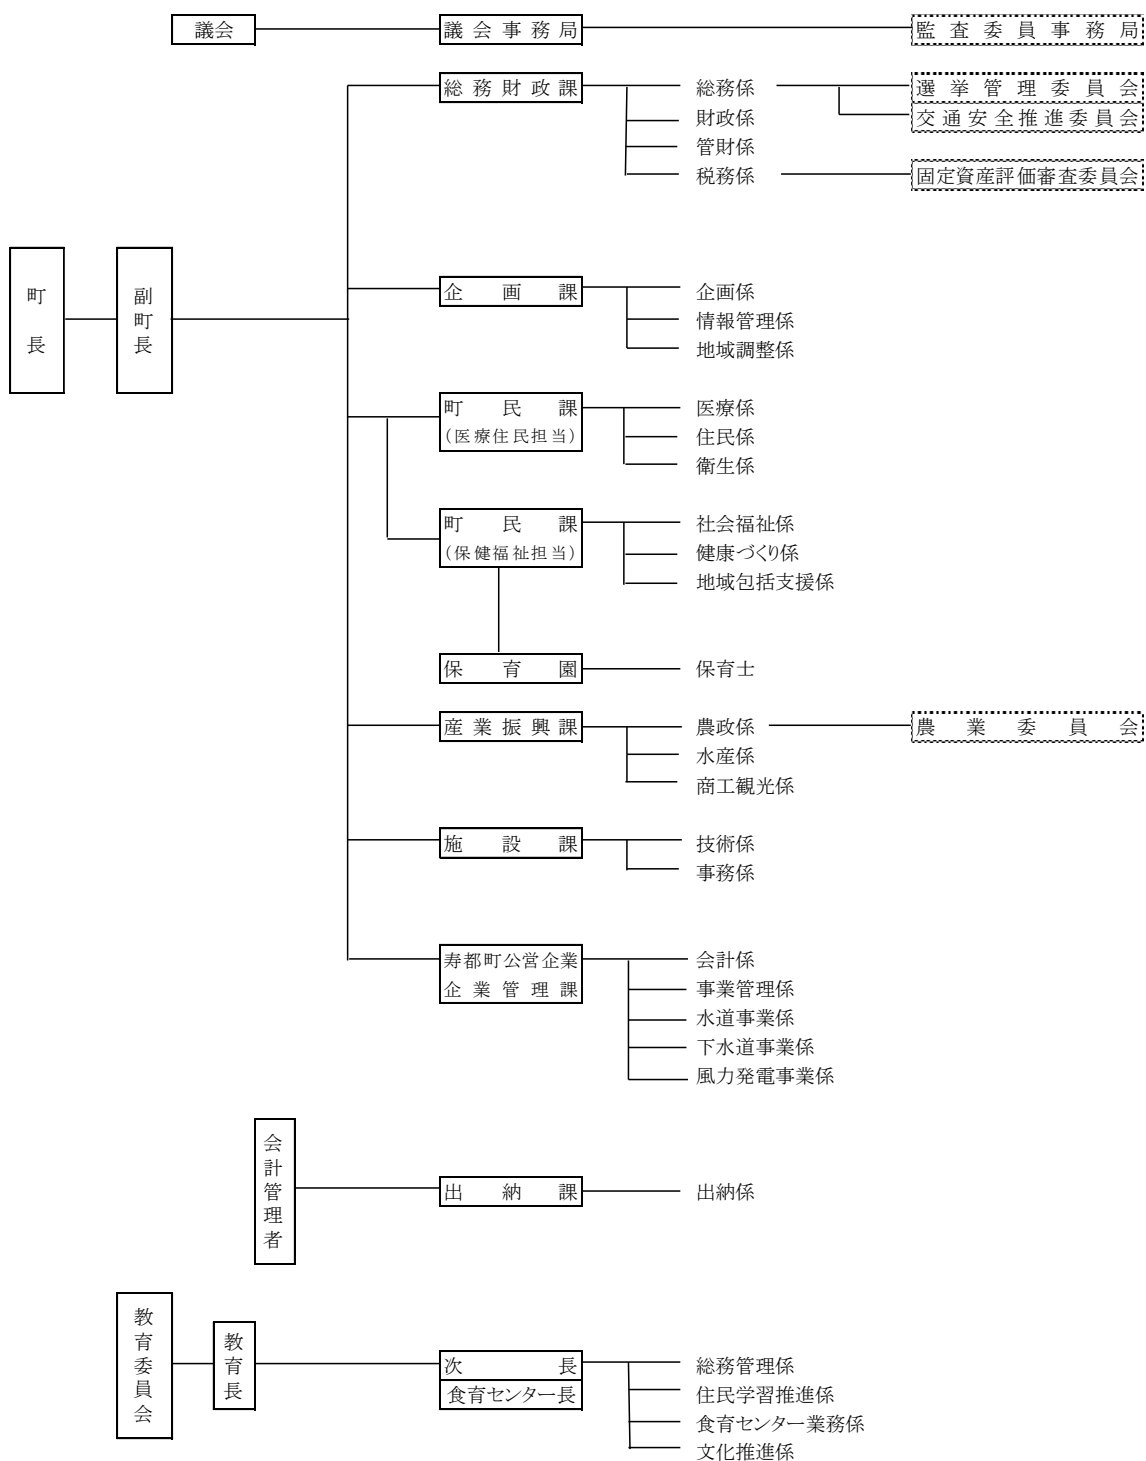 議会
議会事務局
監査委員事務局
総務財政課
総務係
選挙管理委員会
財政係
交通安全推進委員会
管財係
税務係
固定資産評価審査委員会
町長
副町長
企画課
企画係
情報管理係
地域調整係
町民課
(医療住民担当)
医療係
住民係
衛生係
町民課
(保健福祉担当)
社会福祉係
健康づくり係
地域包括支援係
保育園
保育士
産業振興課
農政係
農業委員会
水産係
商工観光係
施設課
技術係
事務係
寿都町公営企業
企業管理課
会計係
事業管理係
水道事業係
下水道事業係
風力発電事業係
会計管理者
出納課
出納係
教育委員会
教育長
次長
食育センター長
総務管理係
住民学習推進係
食育センター業務係
文化推進係